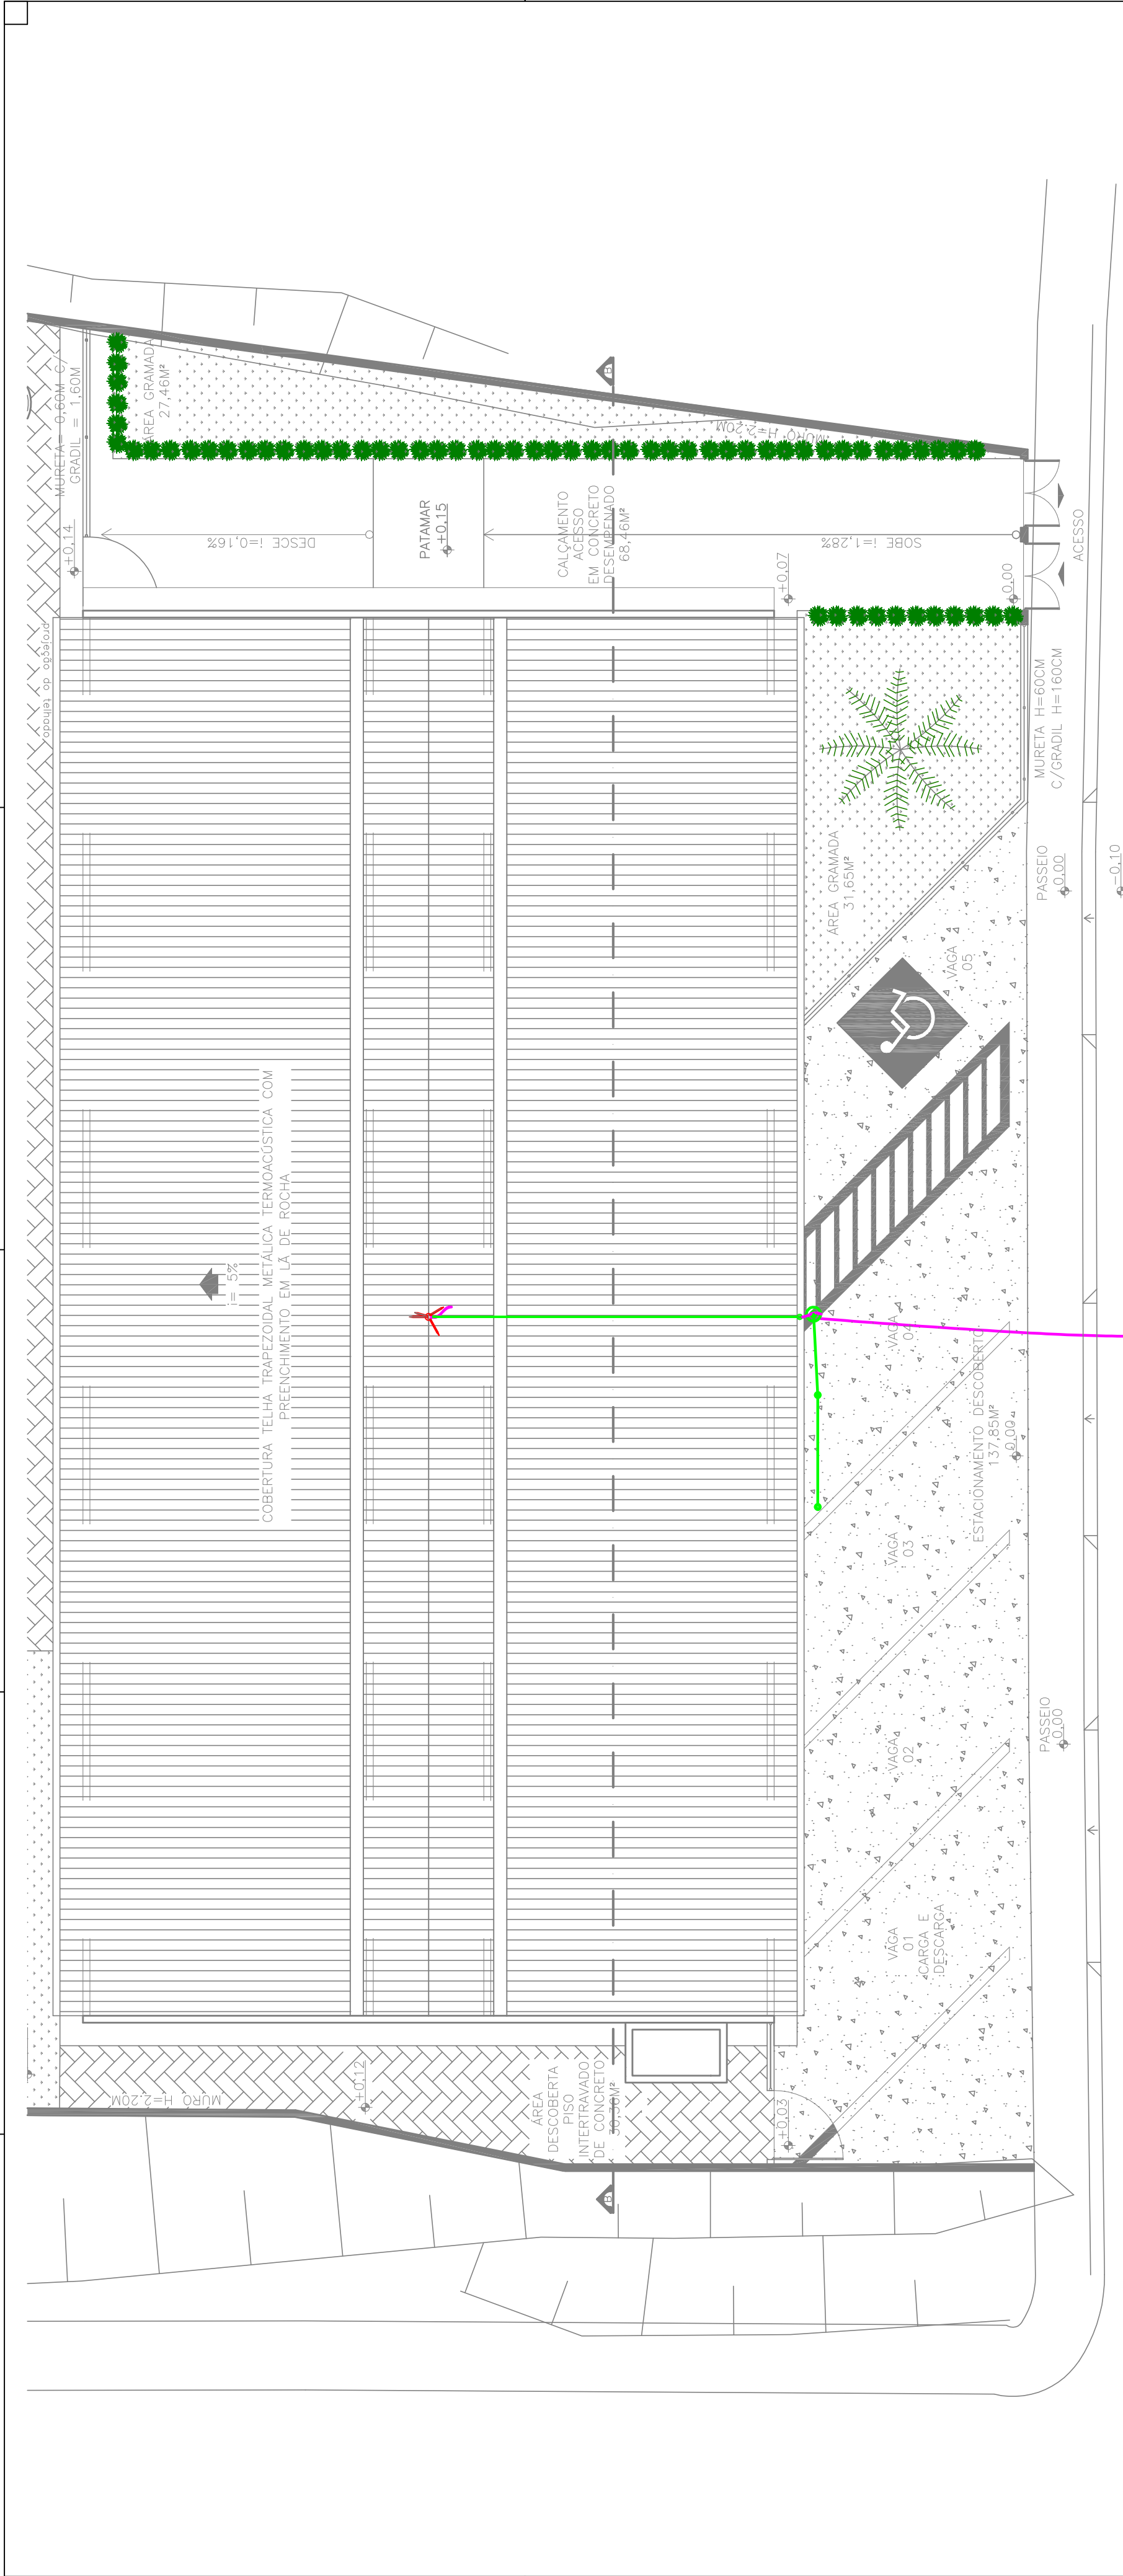 MURETA= 0,60M C/
GRADIL = 1,60M
+0,14
ÁREA GRAMADA
27,46M²
DESCE i=0,16%
PATAMAR
+0,15
CALÇAMENTO
ACESSO
EM CONCRETO
DESEMPENADO
68,46M²
B
MURO H=2.20M
SOBE i=1,28%
+0,07
0,00
ACESSO
projeção do telhado
MURETA H=60CM
C/GRADIL H=160CM
ÁREA GRAMADA
31,65M²
PASSEIO
0,00
-0,10
VAGA
05
COBERTURA TELHA TRAPEZOIDAL METÁLICA TERMOACÚSTICA COM
PREENCHIMENTO EM LÃ DE ROCHA
i= 5%
VAGA
04
ESTACIONAMENTO DESCOBERTO
137,85M²
0,00
VAGA
03
VAGA
02
PASSEIO
0,00
VAGA
01
CARGA E
DESCARGA
MURO H=2.20M
+0,12
ÁREA
DESCOBERTA
PISO
INTERTRAVADO
DE CONCRETO
+0,03
B